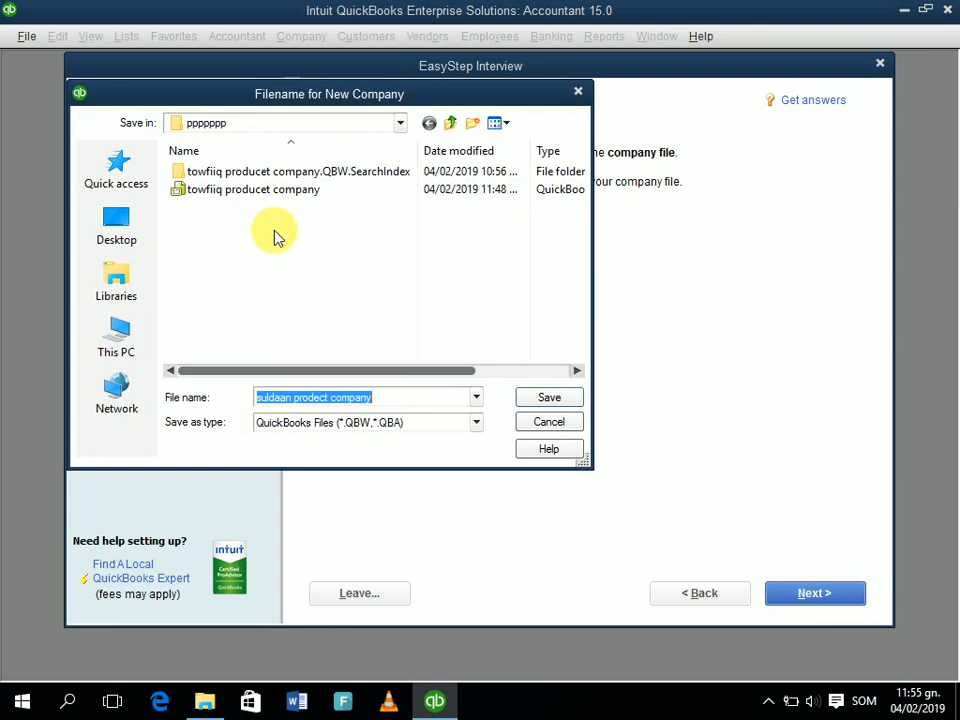 Intuit QuickBooks Enterprise Solutions: Accountant 15.0
File Edit View Lists Favorites Accountant Company Customers Vendors Employees Banking Reports Window Help
EasyStep Interview
Get answers
Filename for New Company
Save in: ppppppp
Name Date modified Type
towfiiq producet company.QBW.SearchIndex 04/02/2019 10:56 ... File folder
towfiiq producet company 04/02/2019 11:48 ... QuickBoo
Quick access
Desktop
Libraries
This PC
Network
File name: suldaan prodect company Save
Save as type: QuickBooks Files (*.QBW,*.QBA) Cancel
Help
company file.
your company file.
Need help setting up?
Find A Local
QuickBooks Expert
(fees may apply)
intuit
Certified
ProAdvisor
QuickBooks
Leave... < Back Next >
SOM
11:55 gn.
04/02/2019